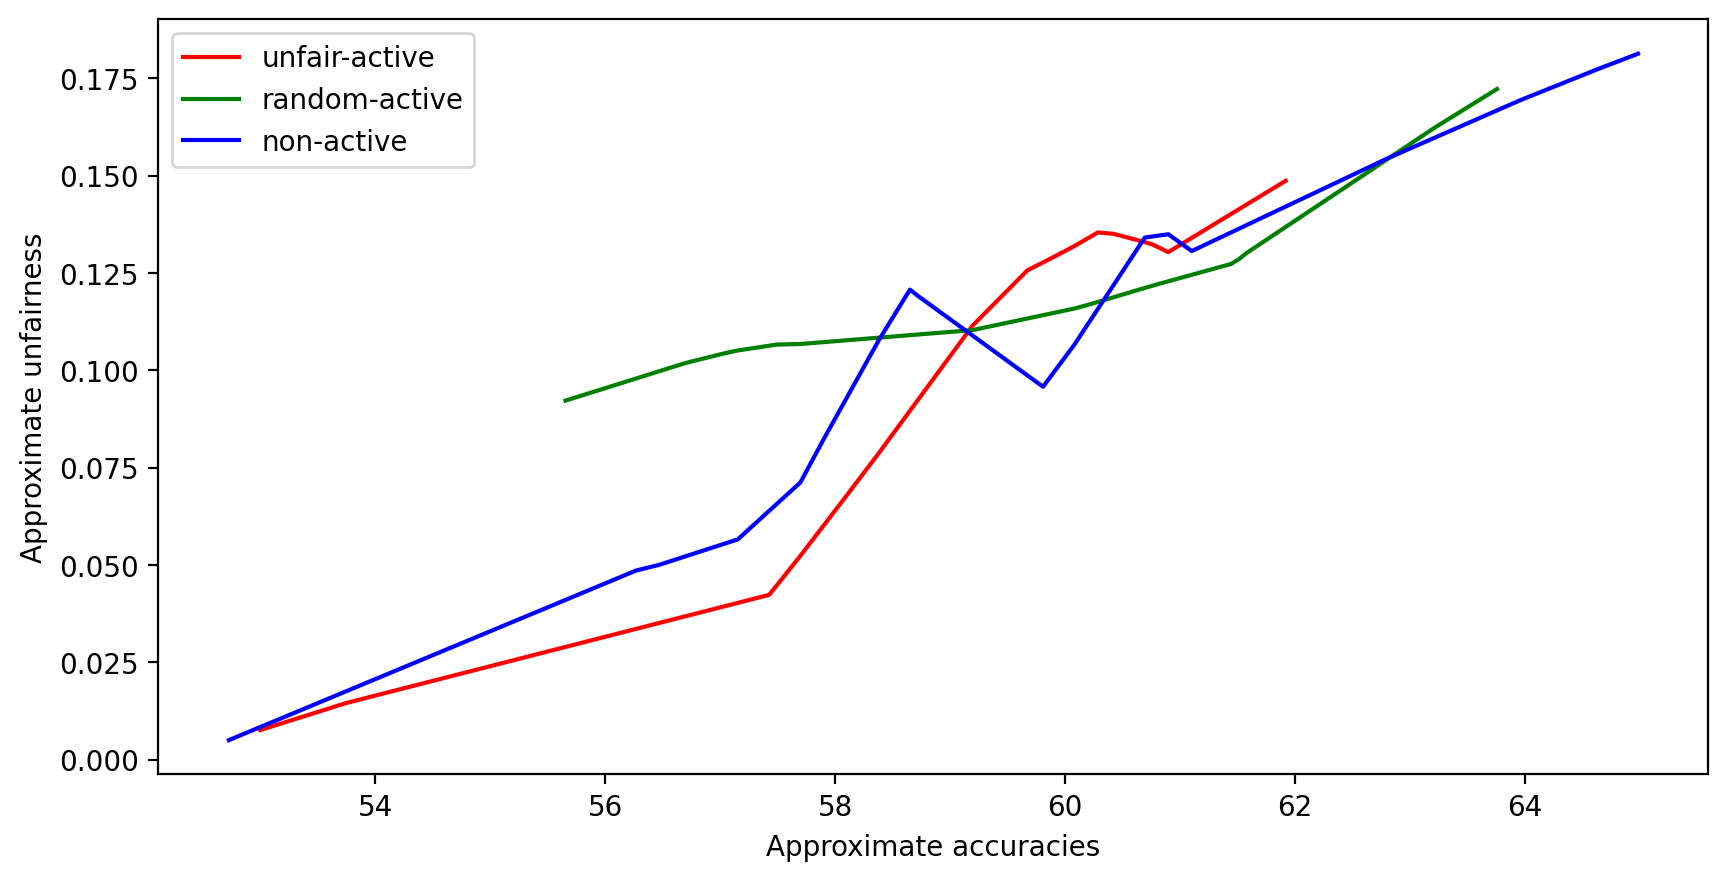 unfair-active
random-active
non-active
0.175
0.150
0.125
0.100
0.075
0.050
0.025
0.000
Approximate unfairness
54 56 58 60 62 64
Approximate accuracies